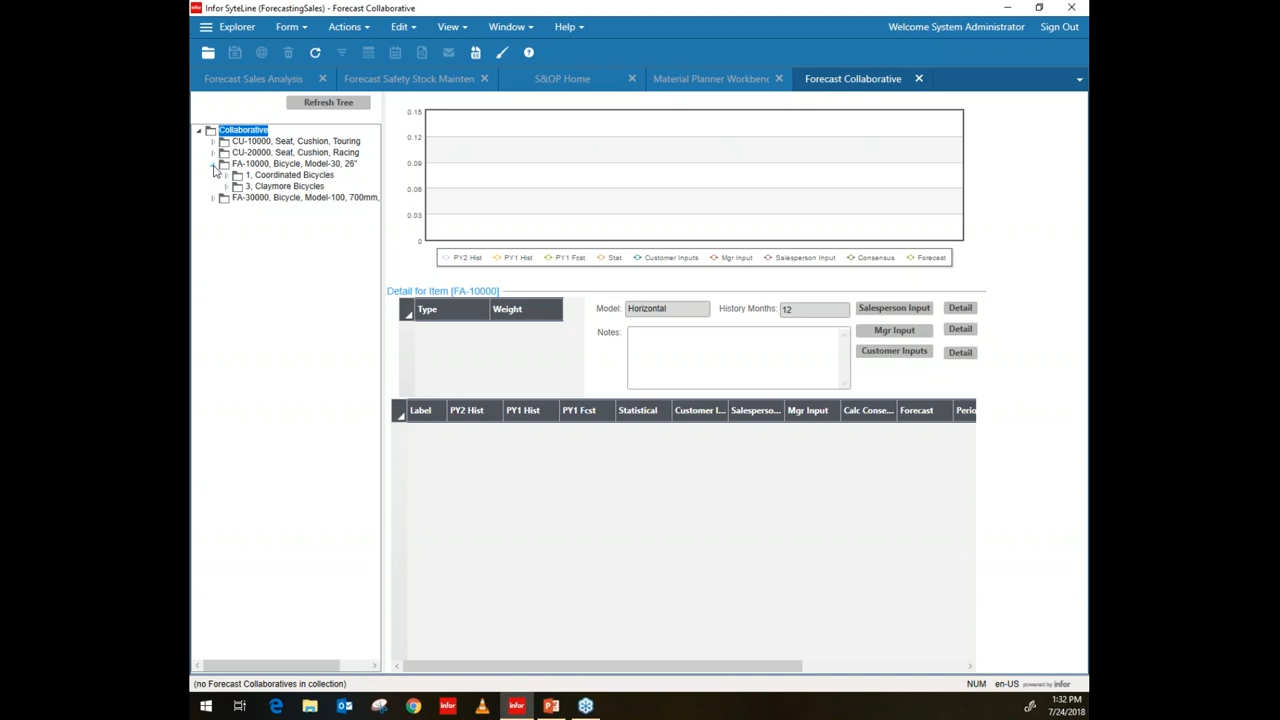 Infor SyteLine (ForecastingSales) - Forecast Collaborative
Explorer Form Actions Edit View Window Help Welcome System Administrator Sign Out
Forecast Sales Analysis Forecast Safety Stock Mainten S&OP Home Material Planner Workbenc Forecast Collaborative
Refresh Tree
Collaborative
CU-10000, Seat, Cushion, Touring
CU-20000, Seat, Cushion, Racing
FA-10000, Bicycle, Model-30, 26"
1, Coordinated Bicycles
3, Claymore Bicycles
FA-30000, Bicycle, Model-100, 700mm,
0.15
0.12
0.09
0.06
0.03
0
PY2 Hist PY1 Hist PY1 Fcst Stat Customer Inputs Mgr Input Salesperson Input Consensus Forecast
Detail for Item [FA-10000]
Type Weight
Model: Horizontal History Months: 12 Salesperson Input Detail
Notes: Mgr Input Detail
Customer Inputs Detail
Label PY2 Hist PY1 Hist PY1 Fcst Statistical Customer I... Salesperso... Mgr Input Calc Conse... Forecast Perio
(no Forecast Collaboratives in collection) NUM en-US powered by infor
infor infor
1:32 PM
7/24/2018